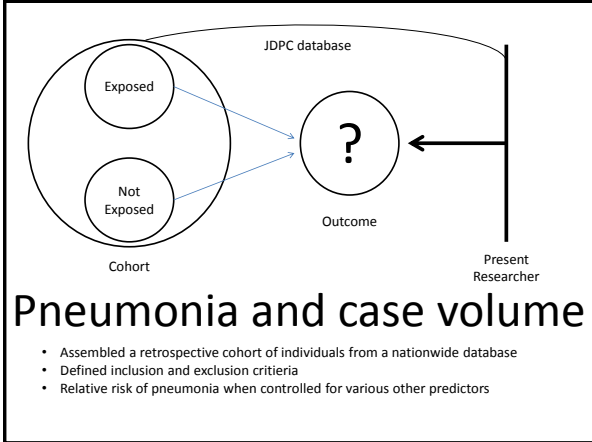 JDPC database
Exposed
?
Not
Exposed
Outcome
Cohort
Present
Researcher
Pneumonia and case volume
• Assembled a retrospective cohort of individuals from a nationwide database
• Defined inclusion and exclusion critieria
• Relative risk of pneumonia when controlled for various other predictors